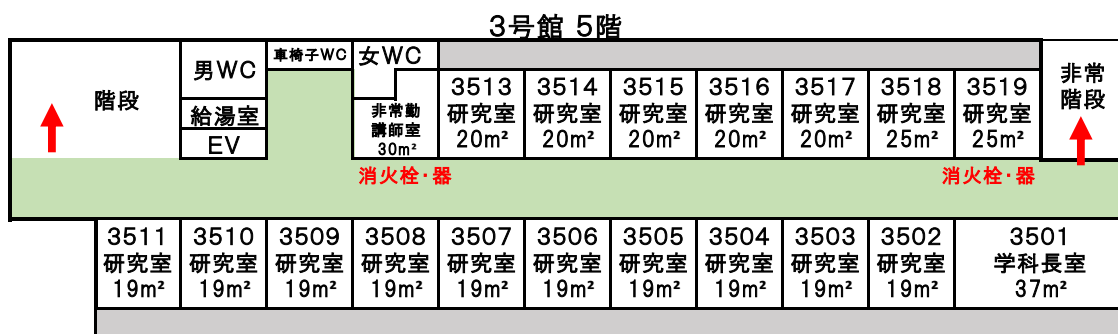 3号館 5階
階段
男WC
給湯室
EV
車椅子WC
女WC
非常勤
講師室
30m²
3513
研究室
20m²
3514
研究室
20m²
3515
研究室
20m²
3516
研究室
20m²
3517
研究室
20m²
3518
研究室
25m²
3519
研究室
25m²
非常
階段
消火栓・器
消火栓・器
3511
研究室
19m²
3510
研究室
19m²
3509
研究室
19m²
3508
研究室
19m²
3507
研究室
19m²
3506
研究室
19m²
3505
研究室
19m²
3504
研究室
19m²
3503
研究室
19m²
3502
研究室
19m²
3501
学科長室
37m²